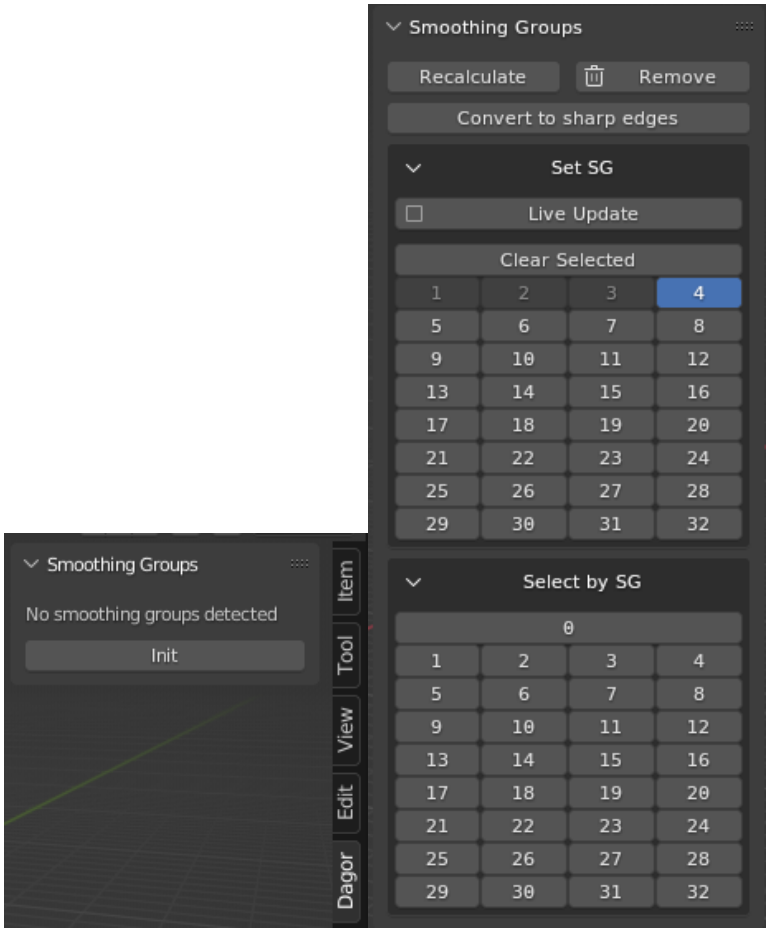 Smoothing Groups
Recalculate Remove
Convert to sharp edges
Set SG
Live Update
Clear Selected
1 2 3 4
5 6 7 8
9 10 11 12
13 14 15 16
17 18 19 20
21 22 23 24
25 26 27 28
29 30 31 32
Select by SG
0
1 2 3 4
5 6 7 8
9 10 11 12
13 14 15 16
17 18 19 20
21 22 23 24
25 26 27 28
29 30 31 32
Smoothing Groups
No smoothing groups detected
Init
Item
Tool
View
Edit
Dagor